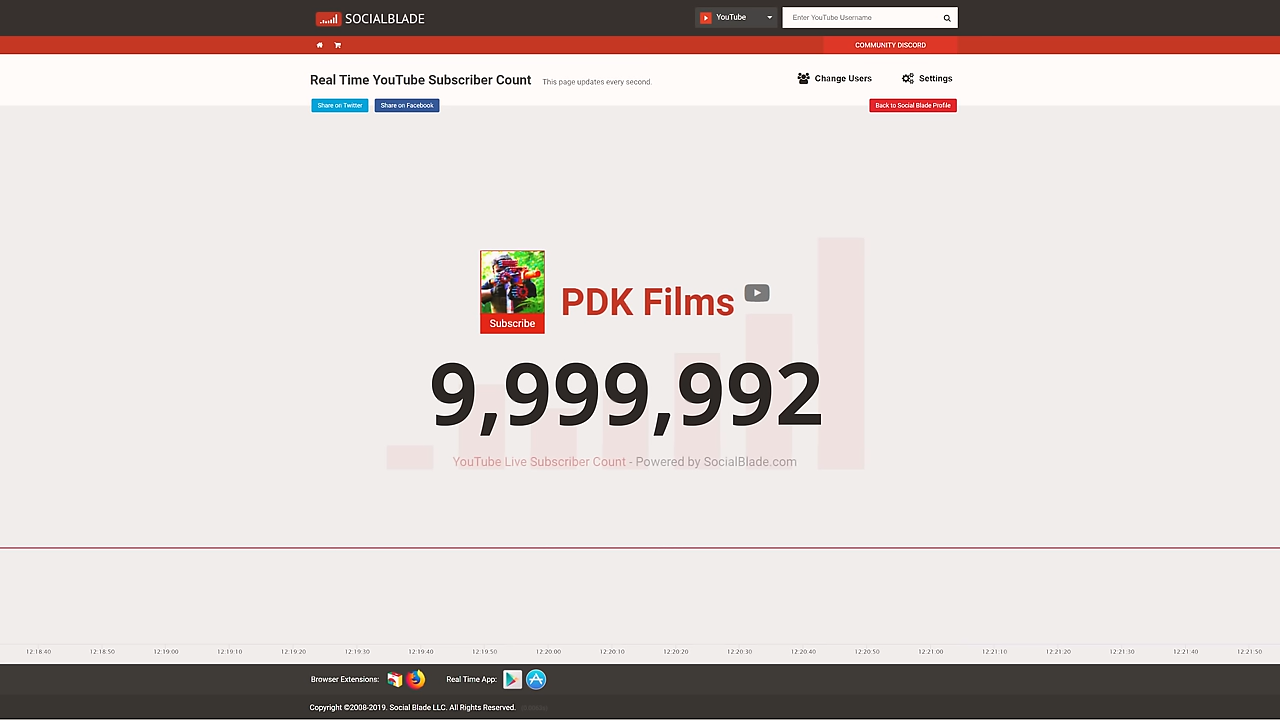 SOCIALBLADE
YouTube
Enter YouTube Username
COMMUNITY DISCORD
Real Time YouTube Subscriber Count
This page updates every second.
Change Users
Settings
Share on Twitter
Share on Facebook
Back to Social Blade Profile
PDK Films
Subscribe
9,999,992
YouTube Live Subscriber Count - Powered by SocialBlade.com
12:18:40 12:18:50 12:19:00 12:19:10 12:19:20 12:19:30 12:19:40 12:19:50 12:20:00 12:20:10 12:20:20 12:20:30 12:20:40 12:20:50 12:21:00 12:21:10 12:21:20 12:21:30 12:21:40 12:21:50
Browser Extensions:
Real Time App:
Copyright ©2008-2019. Social Blade LLC. All Rights Reserved.